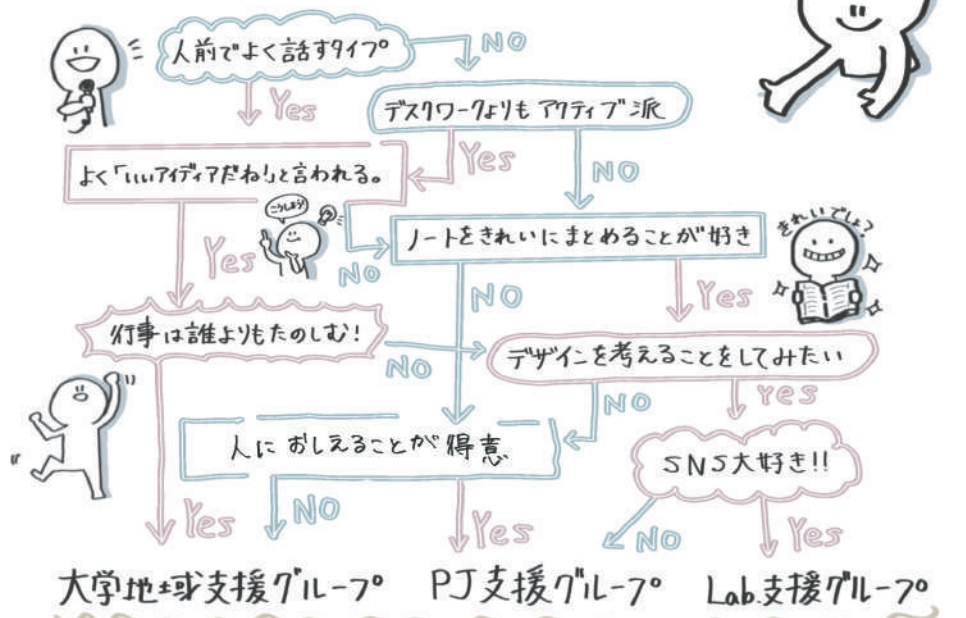 人前でよく話すタイプ
NO
Yes
デスクワークよりも アクティブ派
よく「いいアイディアだね!」と言われる。
Yes
NO
こうしよう!
ノートをきれいにまとめることが好き
きれいでしょ?
Yes
NO
NO
Yes
行事は誰よりもたのしむ!
NO
デザインを考えることをしてみたい
NO
Yes
人に おしえることが得意
SNS大好き!!
Yes
NO
Yes
NO
Yes
大学地域支援グループ
PJ支援グループ
Lab.支援グループ